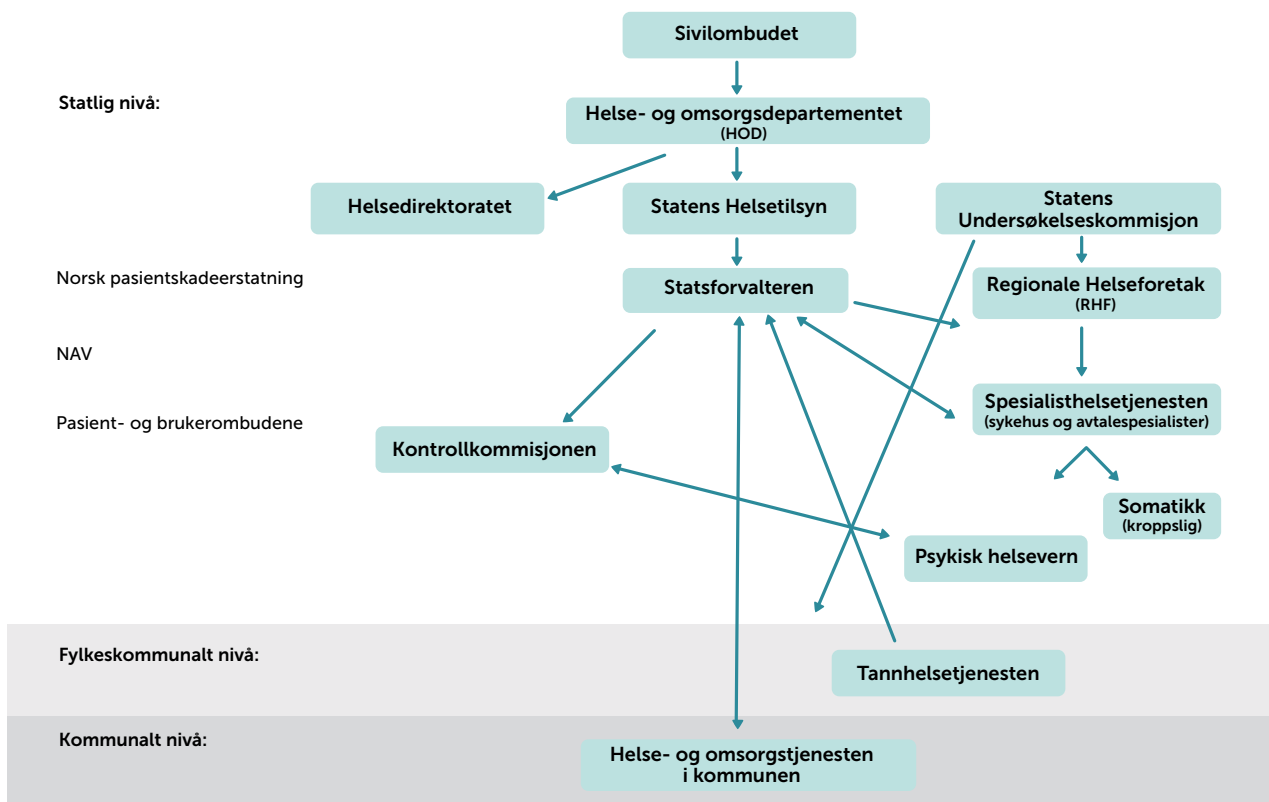 Sivilombudet
Statlig nivå:
Helse- og omsorgsdepartementet
(HOD)
Helsedirektoratet
Statens Helsetilsyn
Statens
Undersøkelseskommisjon
Norsk pasientskadeerstatning
Statsforvalteren
Regionale Helseforetak
(RHF)
NAV
Pasient- og brukerombudene
Spesialisthelsetjenesten
(sykehus og avtalespesialister)
Kontrollkommisjonen
Somatikk
(kroppslig)
Psykisk helsevern
Fylkeskommunalt nivå:
Tannhelsetjenesten
Kommunalt nivå:
Helse- og omsorgstjenesten
i kommunen